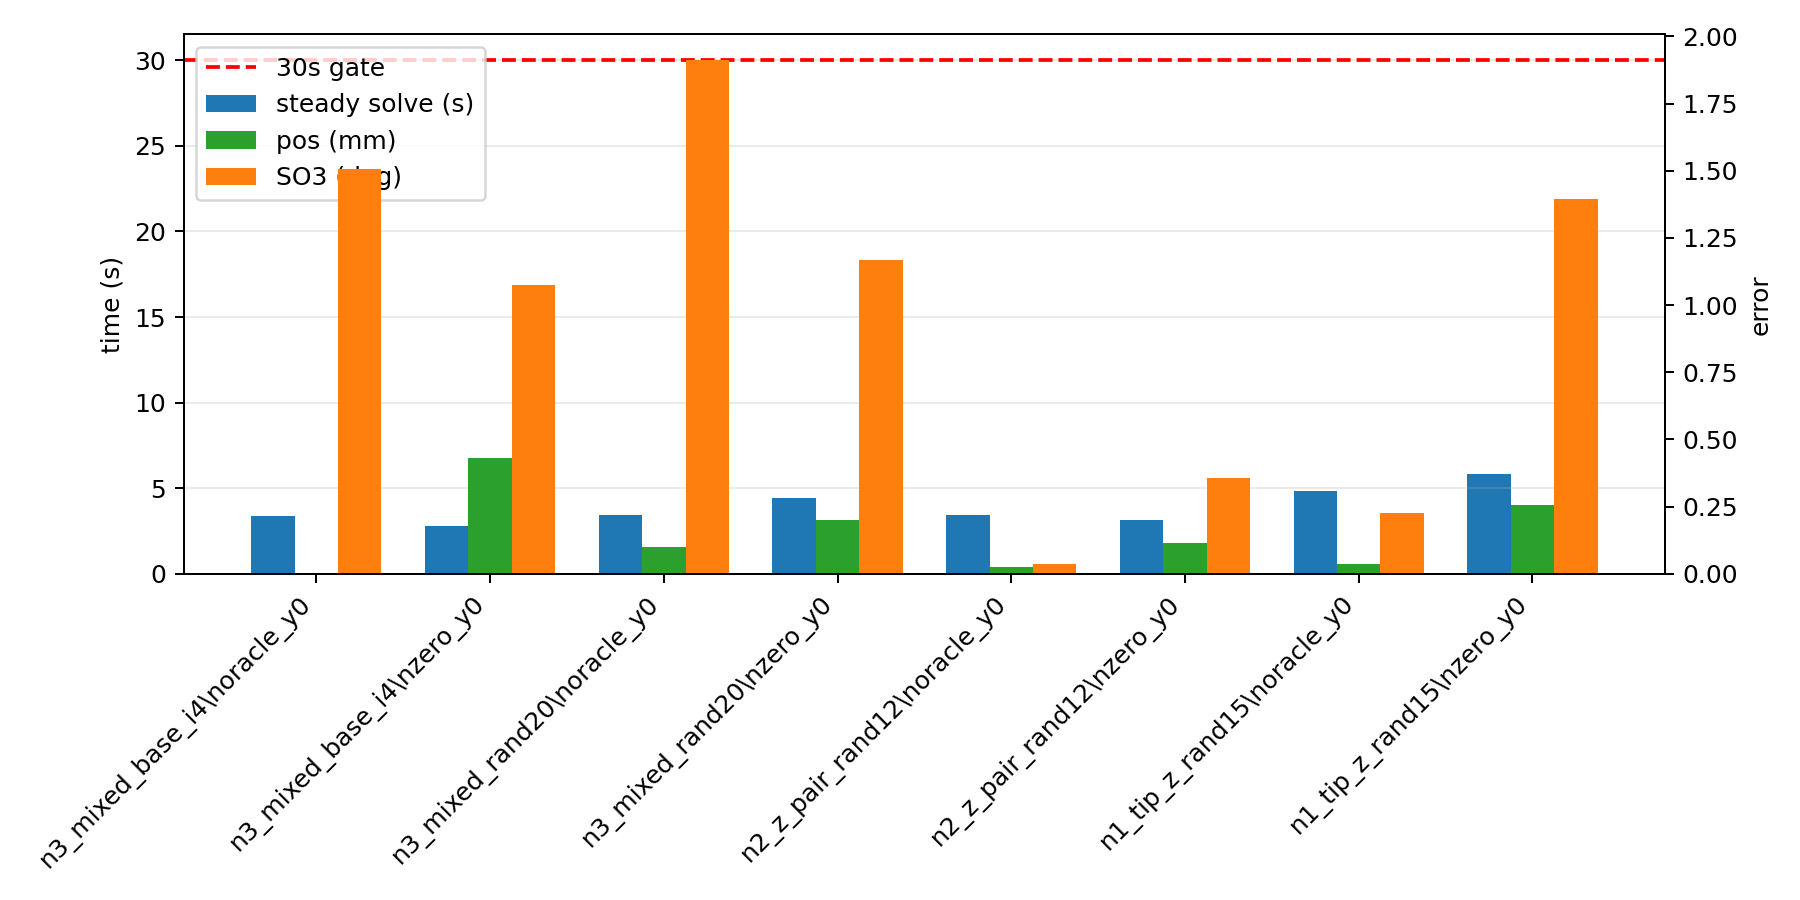 30s gate
steady solve (s)
pos (mm)
SO3
g)
time (s)
30
25
20
15
10
5
0
2.00
1.75
1.50
1.25
1.00
0.75
0.50
0.25
0.00
error
n3_mixed_base_i4\noracle_y0
n3_mixed_base_i4\nzero_y0
n3_mixed_rand20\noracle_y0
n3_mixed_rand20\nzero_y0
n2_z_pair_rand12\noracle_y0
n2_z_pair_rand12\nzero_y0
n1_tip_z_rand15\noracle_y0
n1_tip_z_rand15\nzero_y0